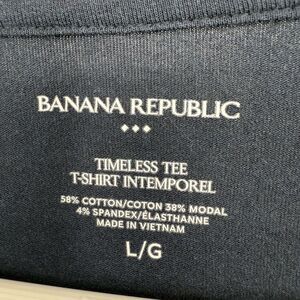 BANANA REPUBLIC
TIMELESS TEE
T-SHIRT INTEMPOREL
58% COTTON/COTON 38% MODAL
4% SPANDEX/ÉLASTHANNE
MADE IN VIETNAM
L/G